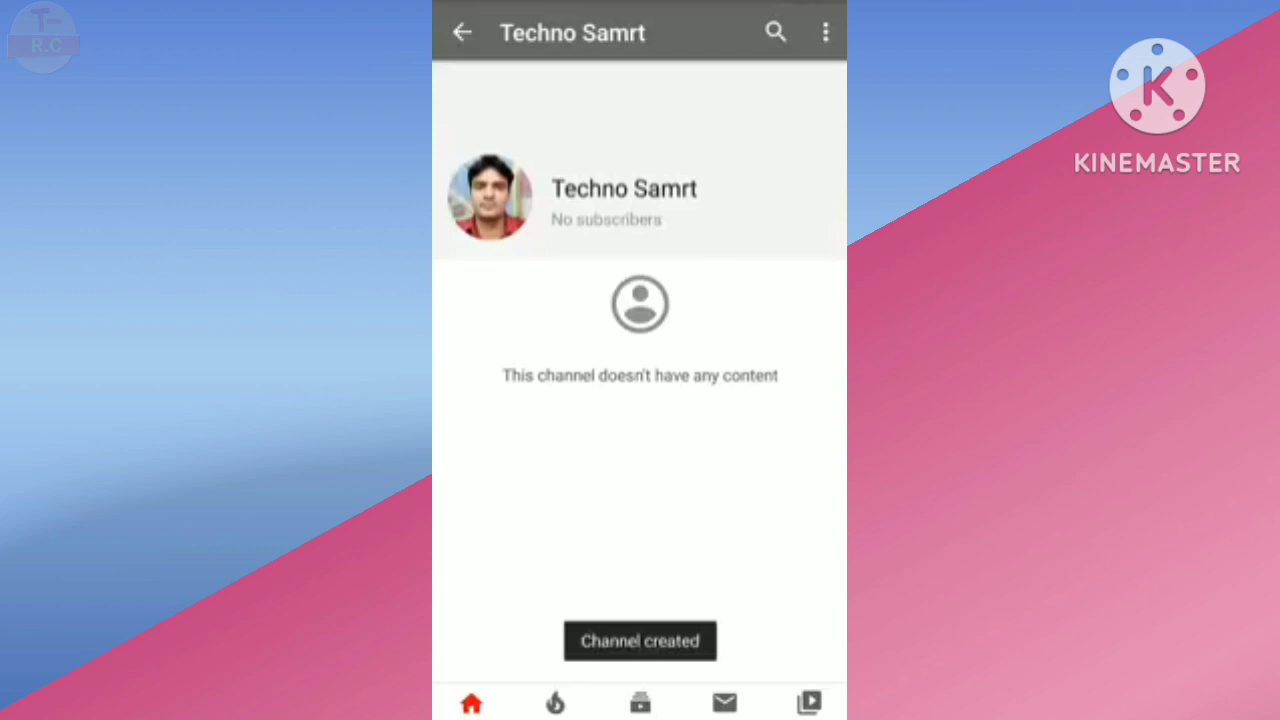 T-
R.C
Techno Samrt
KINEMASTER
Techno Samrt
No subscribers
This channel doesn't have any content
Channel created